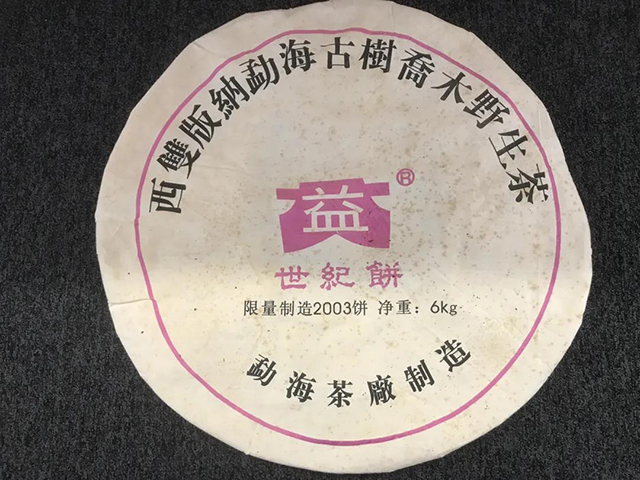 西雙版納勐海古樹喬木野生茶
益®
世紀餅
限量制造2003饼 净重：6kg
勐海茶廠制造